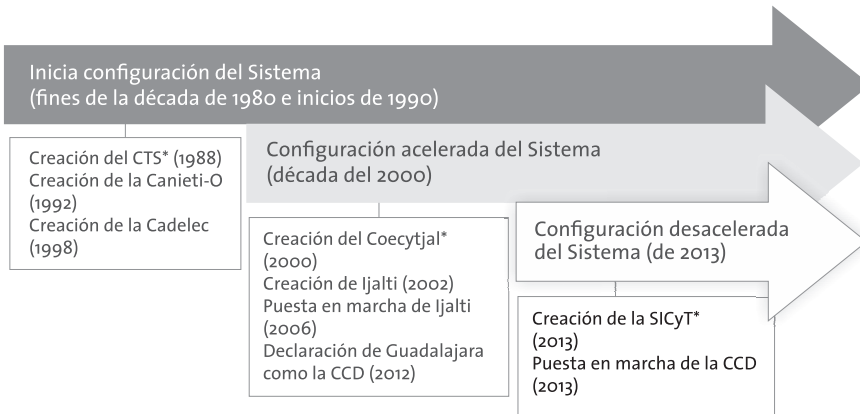 Inicia configuración del Sistema
(fines de la década de 1980 e inicios de 1990)
Creación del CTS* (1988)
Creación de la Canieti-O
(1992)
Creación de la Cadelec
(1998)
Configuración acelerada del Sistema
(década del 2000)
Creación del Coecytjal*
(2000)
Creación de Ijalti (2002)
Puesta en marcha de Ijalti
(2006)
Declaración de Guadalajara
como la CCD (2012)
Configuración desacelerada
del Sistema (de 2013)
Creación de la SICyT*
(2013)
Puesta en marcha de la CCD
(2013)